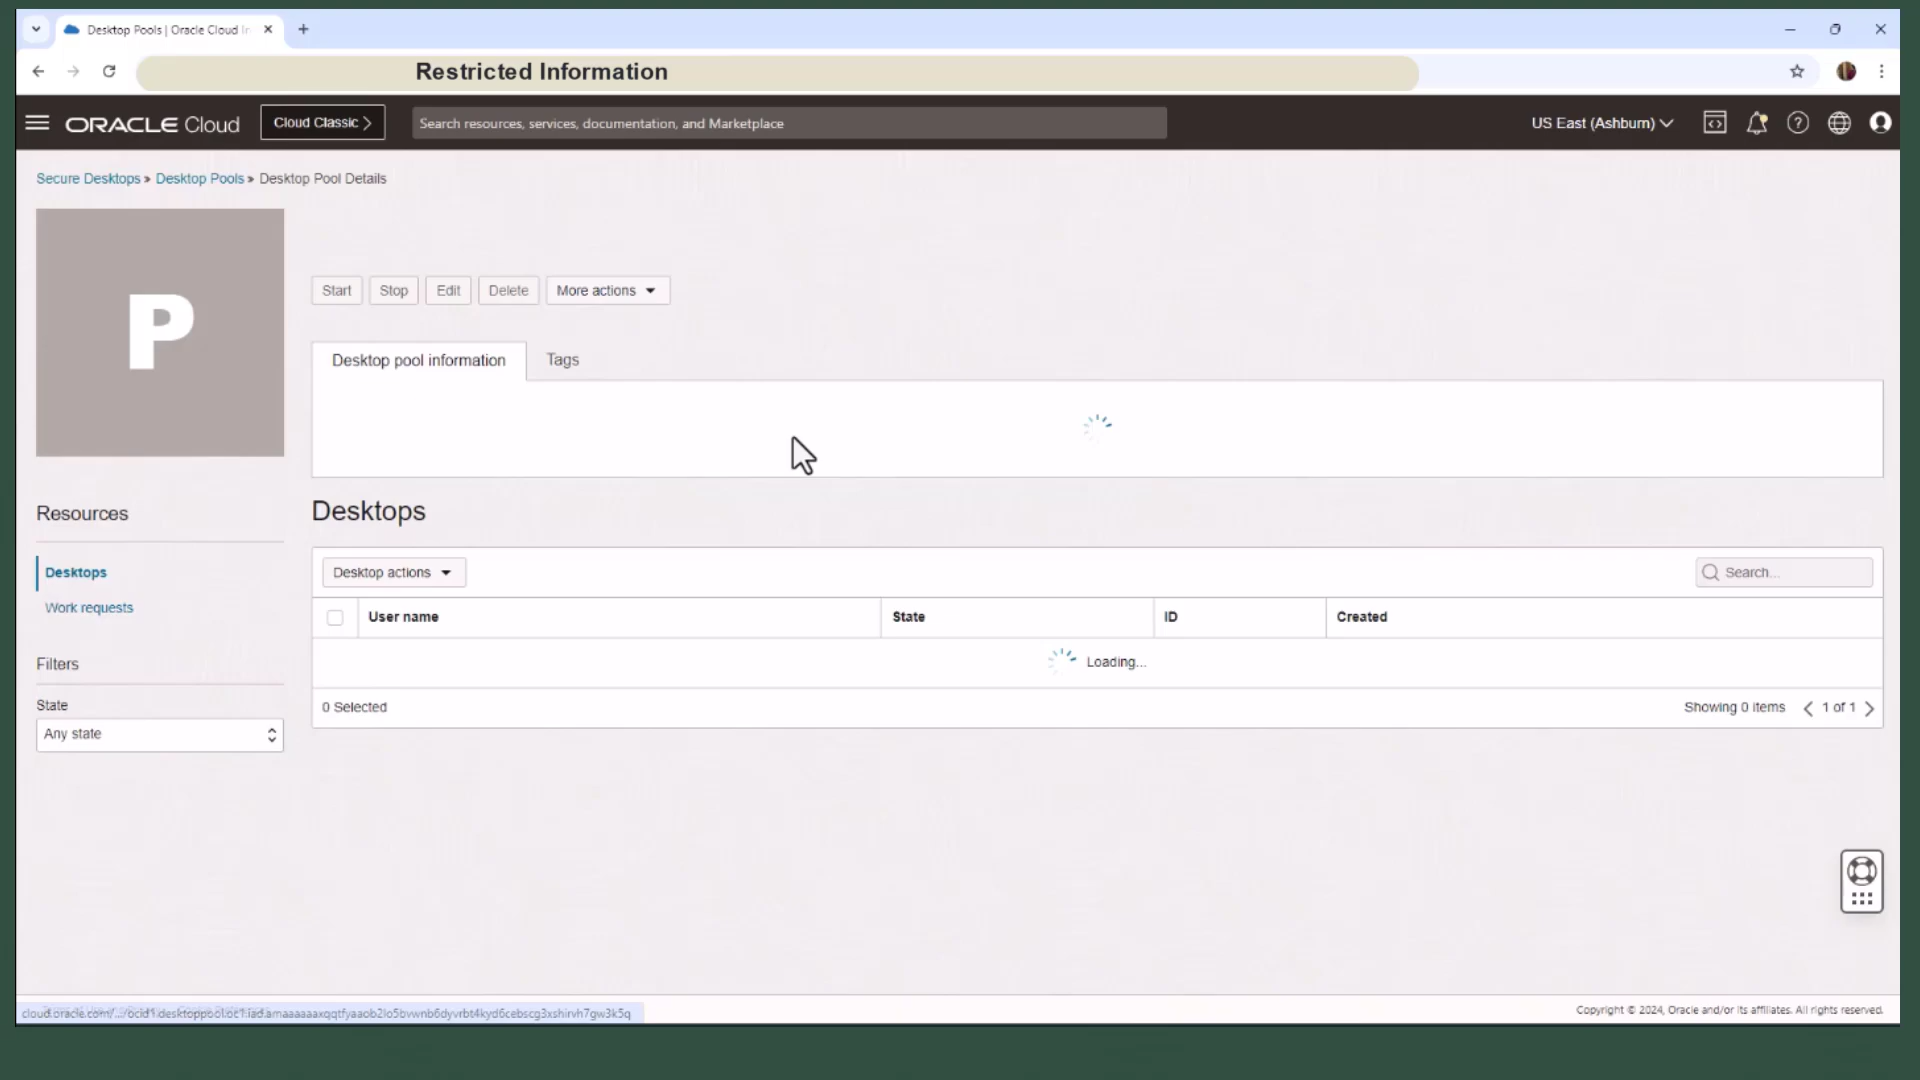 Desktop Pools | Oracle Cloud In
Restricted Information
ORACLE Cloud
Cloud Classic
Search resources, services, documentation, and Marketplace
US East (Ashburn)
Secure Desktops » Desktop Pools » Desktop Pool Details
P
Start Stop Edit Delete More actions
Desktop pool information Tags
Resources
Desktops
Work requests
Filters
State
Any state
Desktops
Desktop actions
Search...
User name State ID Created
Loading...
0 Selected
Showing 0 items < 1 of 1 >
Copyright © 2024, Oracle and/or its affiliates. All rights reserved.